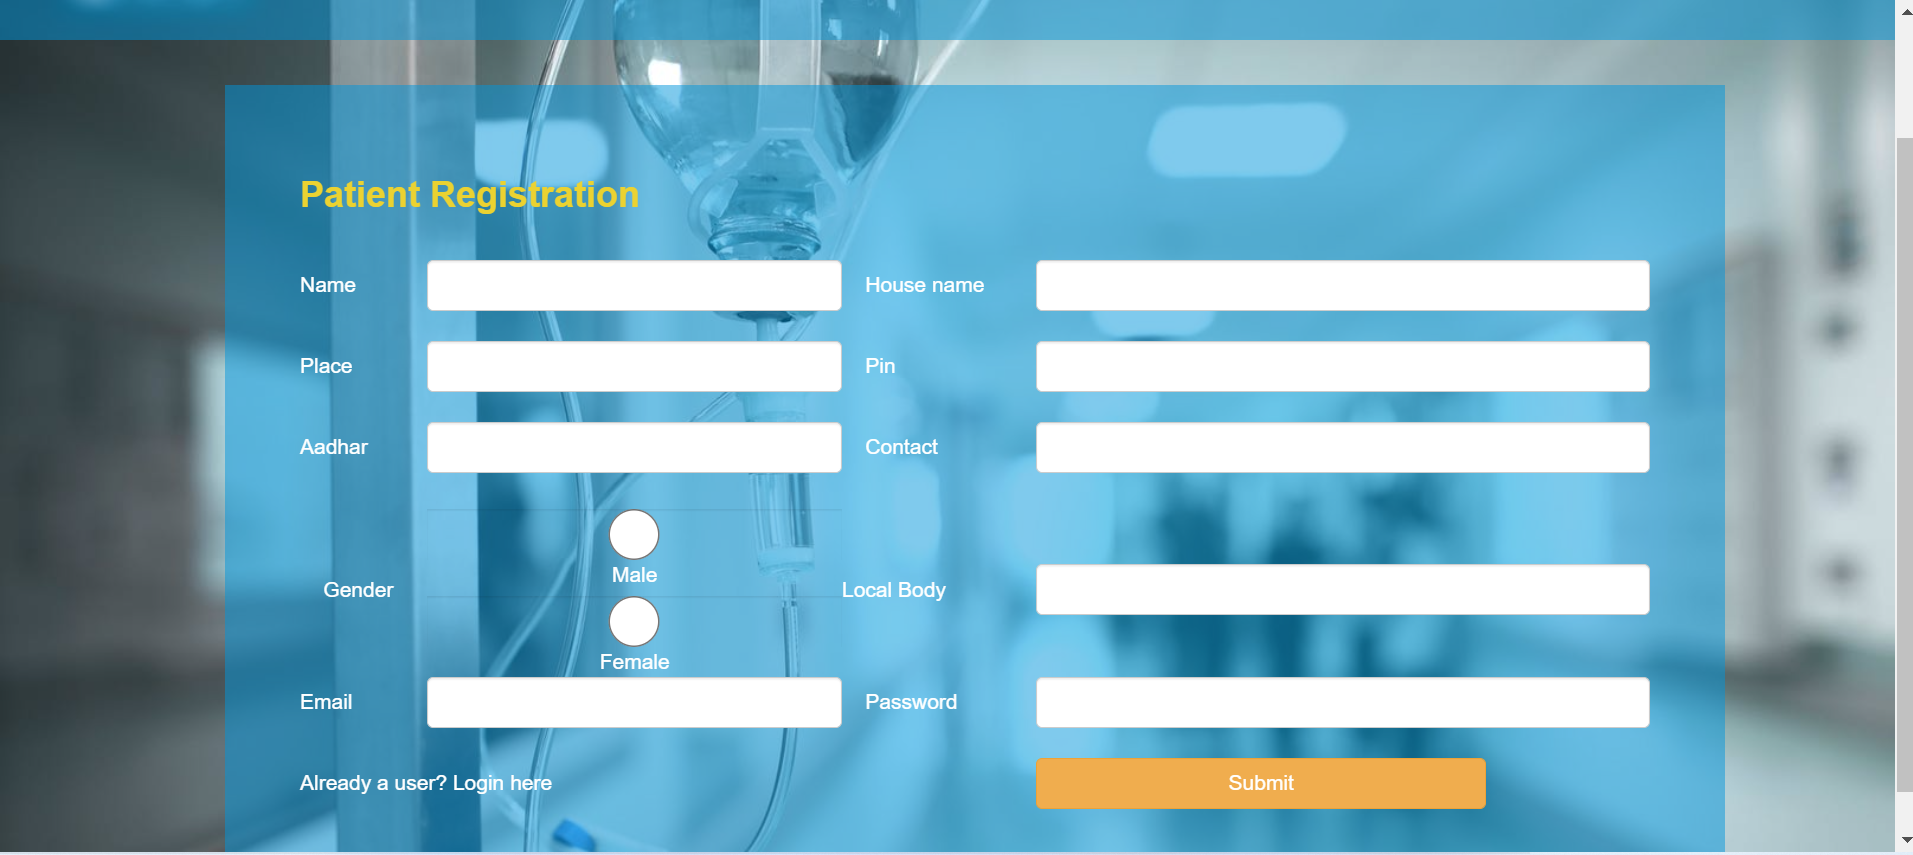 Patient Registration
Name House name
Place Pin
Aadhar Contact
Male
Gender Local Body
Female
Email Password
Already a user? Login here Submit